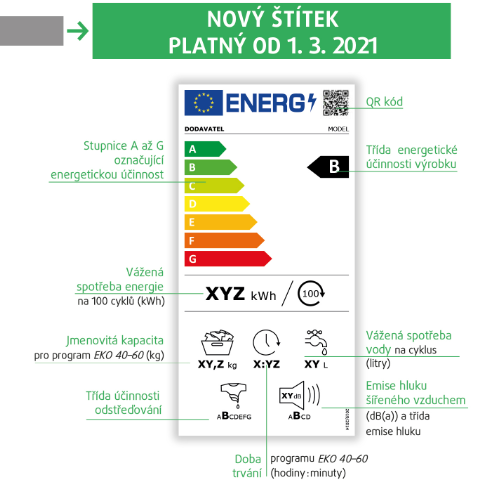 NOVÝ ŠTÍTEK
PLATNÝ OD 1. 3. 2021
ENERG
QR kód
DODAVATEL MODEL
Stupnice A až G
označující
energetickou účinnost
A
B
C
D
E
F
G
B
Třída energetické
účinnosti výrobku
Vážená
spotřeba energie
na 100 cyklů (kWh)
XYZ kWh / 100
Jmenovitá kapacita
pro program EKO 40–60 (kg)
XY,Z kg
X:YZ
XY L
Vážená spotřeba
vody na cyklus
(litry)
Třída účinnosti
odstřeďování
ABCDEFG
XY dB
ABCD
Emise hluku
šířeného vzduchem
(dB(a)) a třída
emise hluku
Doba
trvání
programu EKO 40–60
(hodiny:minuty)